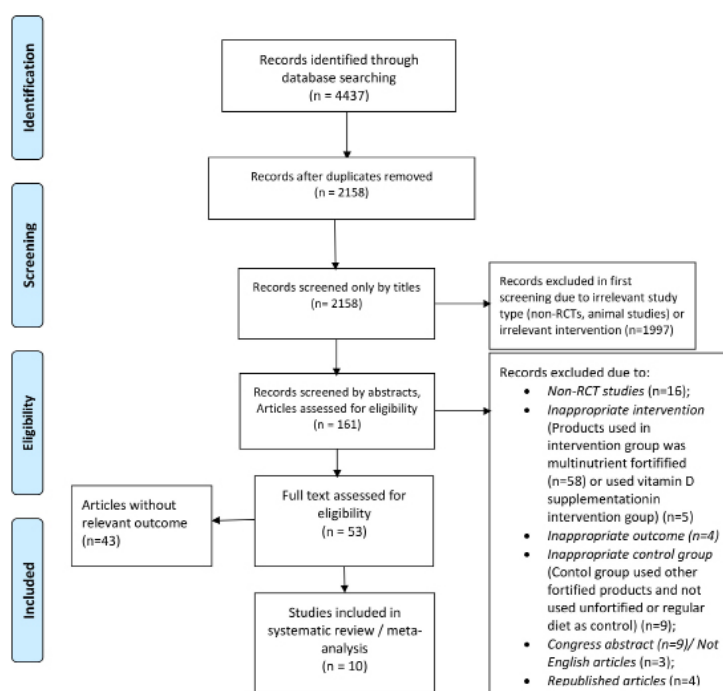 Identification
Records identified through
database searching
(n = 4437)
Records after duplicates removed
(n = 2158)
Screening
Records screened only by titles
(n= 2158)
Records excluded in first
screening due to irrelevant study
type (non-RCTs, animal studies) or
irrelevant intervention (n=1997)
Eligibility
Records screened by abstracts,
Articles assessed for eligibility
(n = 161)
Records excluded due to:
• Non-RCT studies (n=16);
• Inappropriate intervention
(Products used in
intervention group was
multinutrient fortifified
(n=58) or used vitamin D
supplementationin
intervention goup) (n=5)
• Inappropriate outcome (n=4)
• Inappropriate control group
(Contol group used other
fortified products and not
used unfortified or regular
diet as control) (n=9);
• Congress abstract (n=9)/ Not
English articles (n=3);
• Republished articles (n=4)
Full text assessed for
eligibility
(n = 53)
Articles without
relevant outcome
(n=43)
Included
Studies included in
systematic review / meta-
analysis
(n = 10)